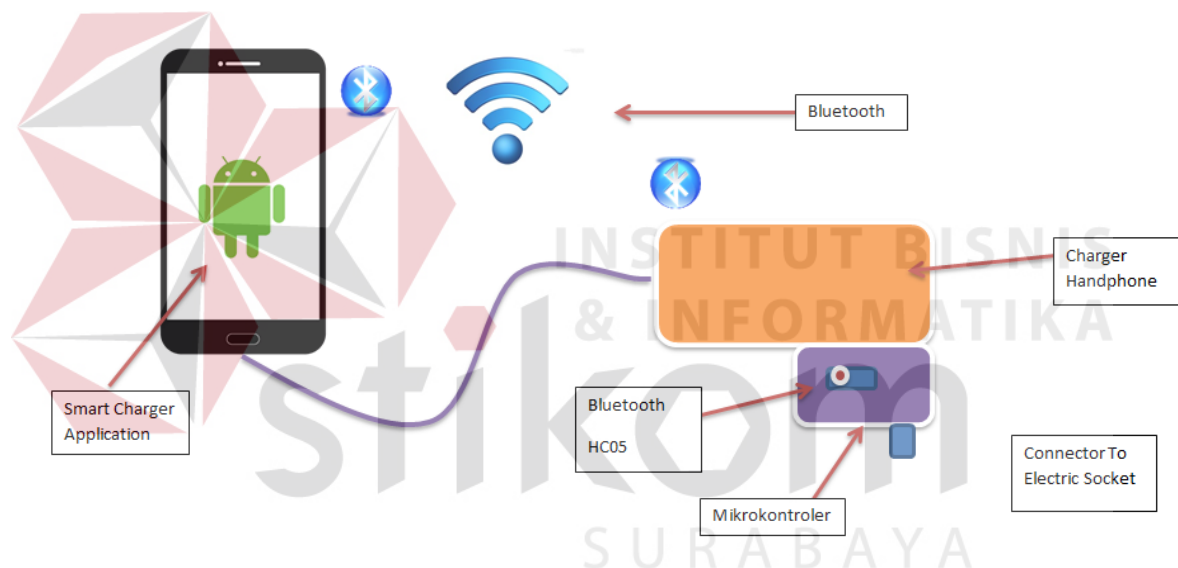 Bluetooth
INSTITUT BISNIS
& INFORMATIKA
Charger
Handphone
stikom
Smart Charger
Application
Bluetooth
HC05
Connector To
Electric Socket
Mikrokontroler
SURABAYA